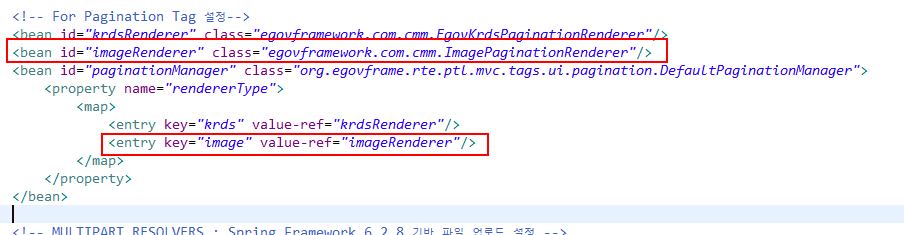 <!-- For Pagination Tag 설정-->
<bean id="krdsRenderer" class="egovframework.com.cmm.EgovKrdsPaginationRenderer"/>
<bean id="imageRenderer" class="egovframework.com.cmm.ImagePaginationRenderer"/>
<bean id="paginationManager" class="org.egovframe.rte.ptl.mvc.tags.ui.pagination.DefaultPaginationManager">
<property name="rendererType">
<map>
<entry key="krds" value-ref="krdsRenderer"/>
<entry key="image" value-ref="imageRenderer"/>
</map>
</property>
</bean>
<!-- MULTIPART RESOLVERS : Spring Framework 6.2.8 기반 파일 업로드 설정 -->